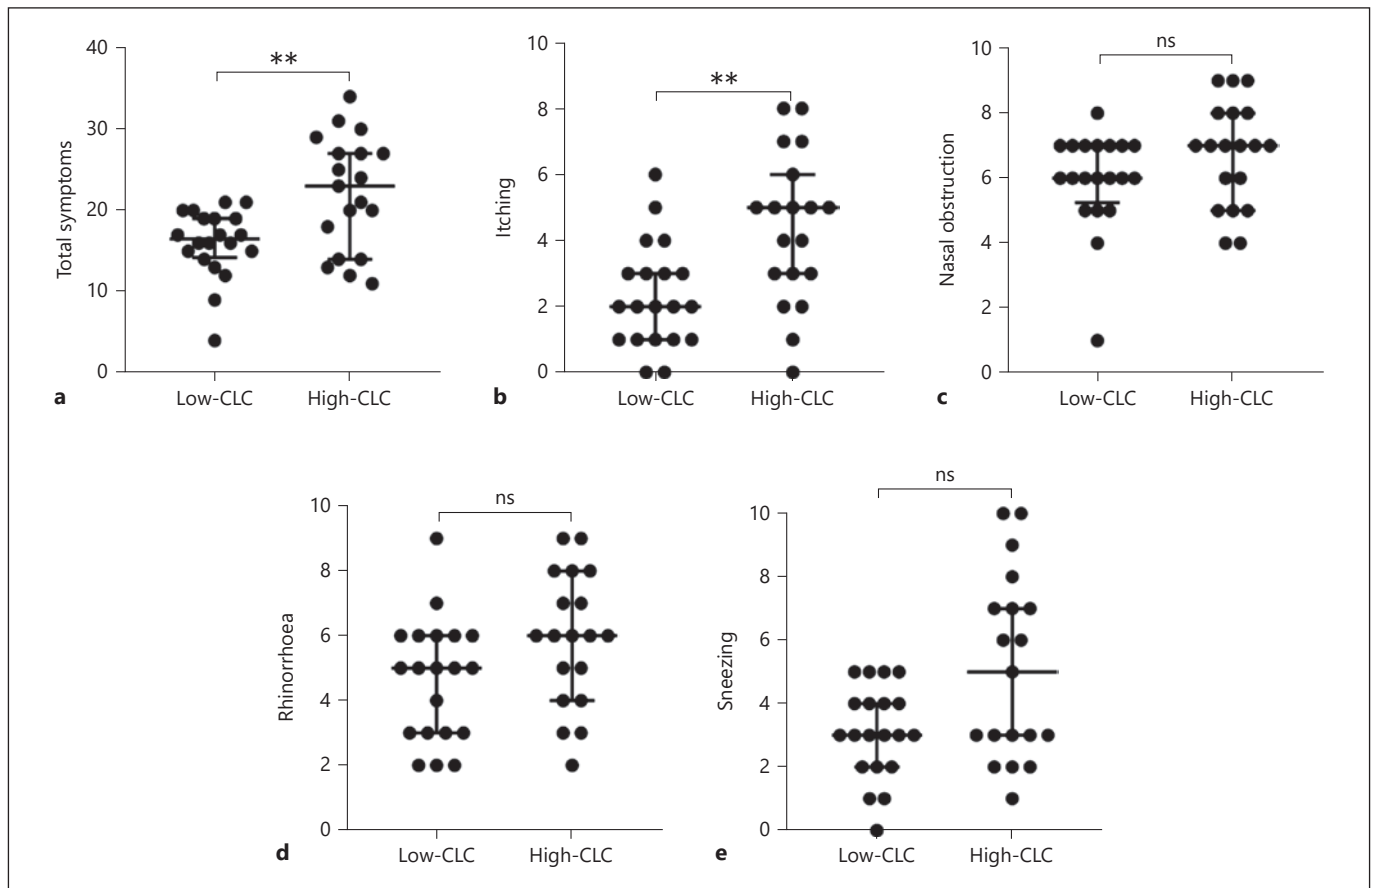 **
Total symptoms
40
30
20
10
0
Low-CLC High-CLC
a
**
Itching
10
8
6
4
2
0
Low-CLC High-CLC
b
ns
Nasal obstruction
10
8
6
4
2
0
Low-CLC High-CLC
c
ns
Rhinorrhoea
10
8
6
4
2
0
Low-CLC High-CLC
d
ns
Sneezing
10
8
6
4
2
0
Low-CLC High-CLC
e